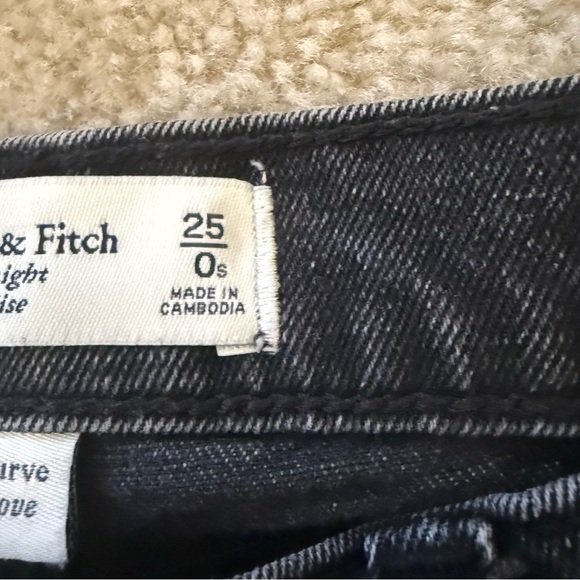 & Fitch
ight
ise
25
0s
MADE IN
CAMBODIA
urve
ove